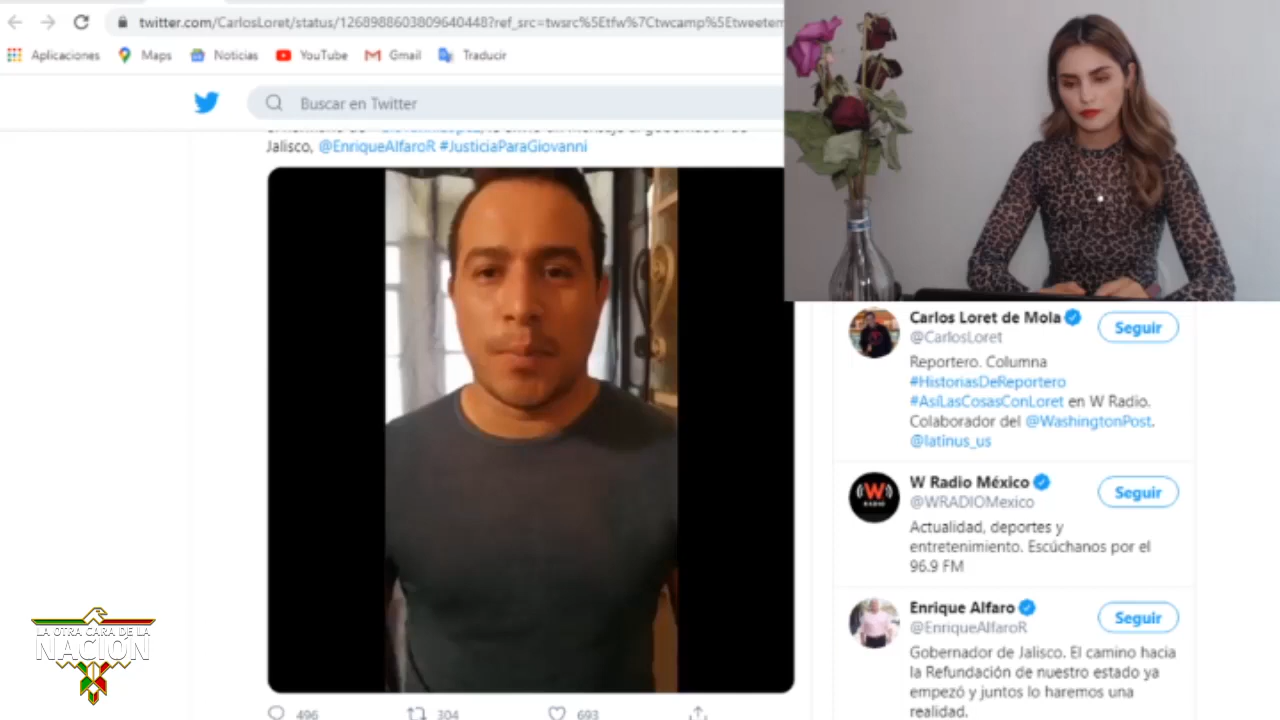 twitter.com/CarlosLoret/status/1268988603809640448?ref_src=twsrc%5Etfw%7Ctwcamp%5Etweetem
Aplicaciones
Maps
Noticias
YouTube
Gmail
Traducir
Buscar en Twitter
Jalisco, @EnriqueAlfaroR #JusticiaParaGiovanni
496
304
693
Carlos Loret de Mola
@CarlosLoret
Seguir
Reportero. Columna
#HistoriasDeReportero
#AsíLasCosasConLoret en W Radio.
Colaborador del @WashingtonPost.
@latinus_us
W Radio México
@WRADIOMexico
Seguir
Actualidad, deportes y
entretenimiento. Escúchanos por el
96.9 FM
W
RADIO
Enrique Alfaro
@EnriqueAlfaroR
Seguir
Gobernador de Jalisco. El camino hacia
la Refundación de nuestro estado ya
empezó y juntos lo haremos una
realidad.
LA OTRA CARA DE LA
NACIÓN